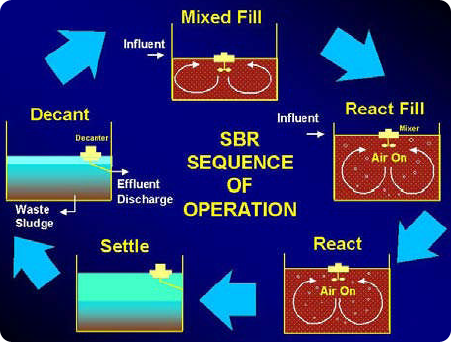 Mixed Fill
Influent
React Fill
Influent
Mixer
Air On
Decant
Decanter
Effluent
Discharge
Waste
Sludge
SBR
SEQUENCE
OF
OPERATION
Settle
React
Air On